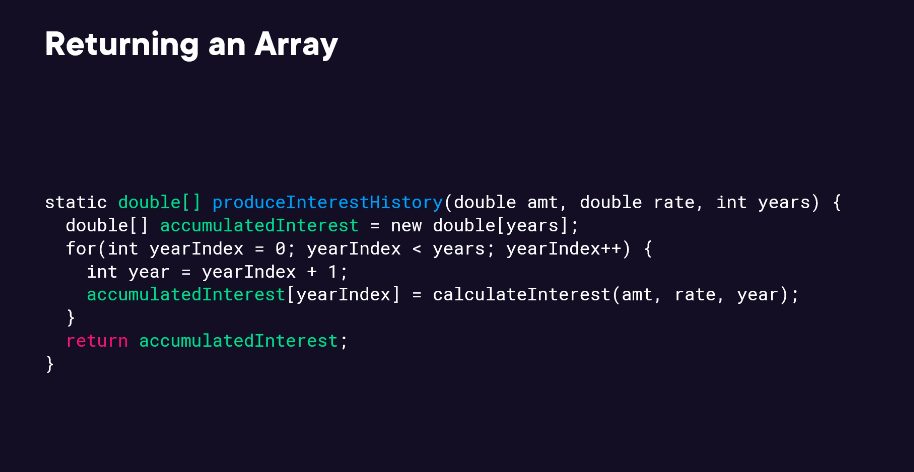 Returning an Array
static double[] produceInterestHistory(double amt, double rate, int years) {
  double[] accumulatedInterest = new double[years];
  for(int yearIndex = 0; yearIndex < years; yearIndex++) {
    int year = yearIndex + 1;
    accumulatedInterest[yearIndex] = calculateInterest(amt, rate, year);
  }
  return accumulatedInterest;
}